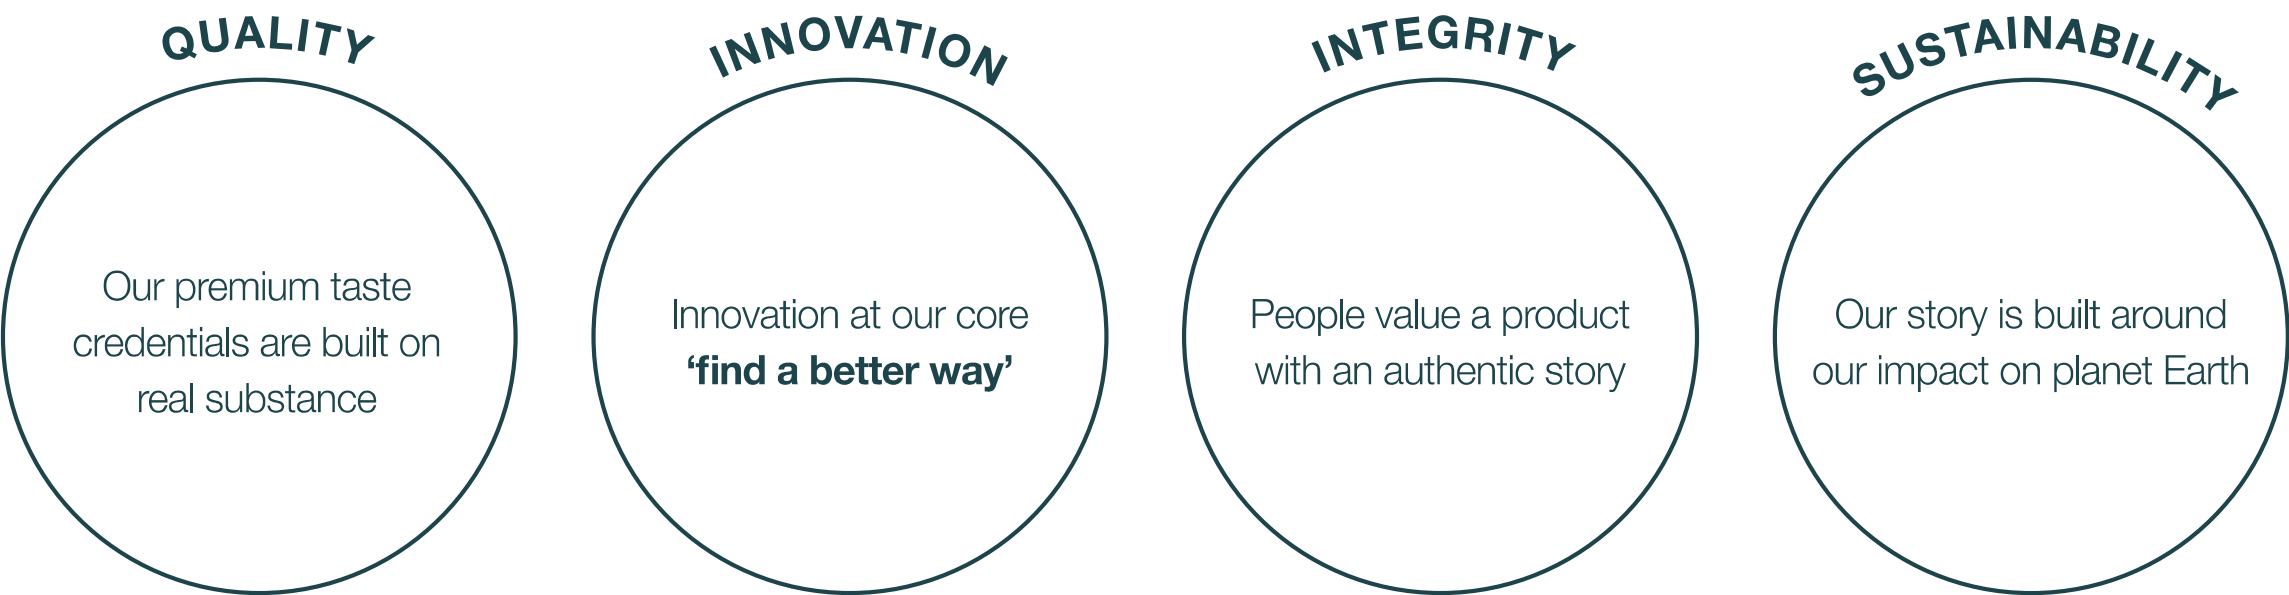 QUALITY
Our premium taste
credentials are built on
real substance
INNOVATION
Innovation at our core
‘find a better way’
INTEGRITY
People value a product
with an authentic story
SUSTAINABILITY
Our story is built around
our impact on planet Earth